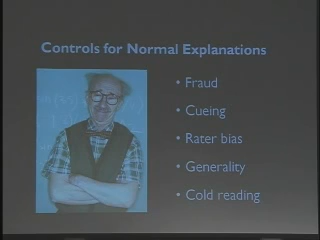 Controls for Normal Explanations
• Fraud
• Cueing
• Rater bias
• Generality
• Cold reading